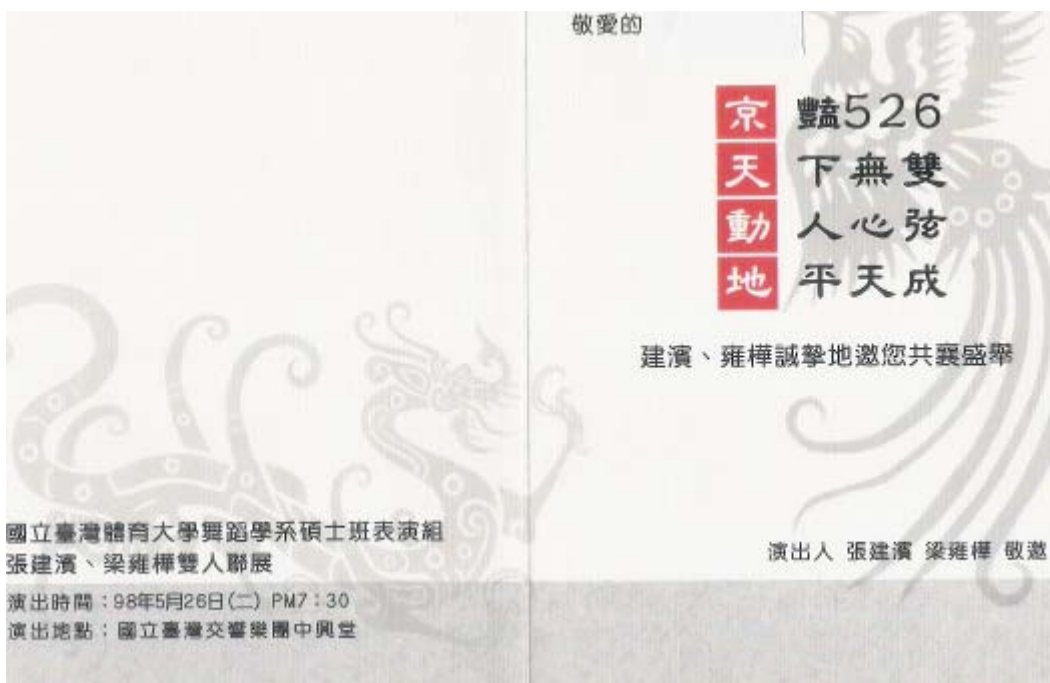 敬愛的
京 豔526
天 下無雙
動 人心弦
地 平天成
建濱、雍樺誠摯地邀您共襄盛舉
演出人 張建濱 梁雍樺 敬邀
國立臺灣體育大學舞蹈學系碩士班表演組
張建濱、梁雍樺雙人聯展
演出時間：98年5月26日(二) PM7：30
演出地點：國立臺灣交響樂團中興堂